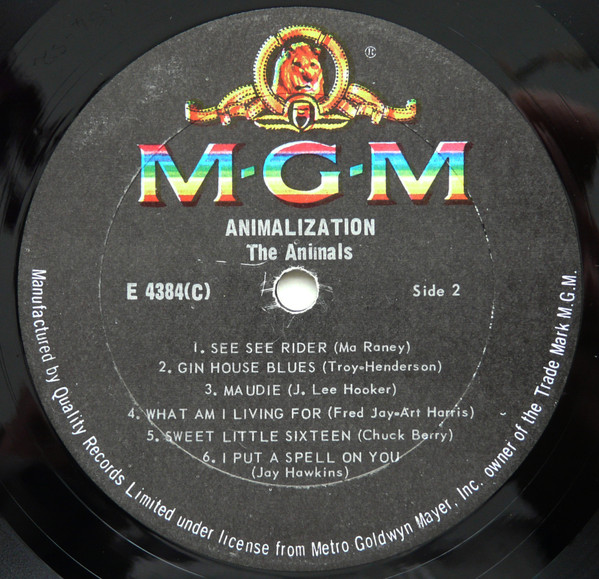 ®
M·G·M
ANIMALIZATION
The Animals
E 4384(C)
Side 2
1. SEE SEE RIDER (Ma Raney)
2. GIN HOUSE BLUES (Troy-Henderson)
3. MAUDIE (J. Lee Hooker)
4. WHAT AM I LIVING FOR (Fred Jay-Art Harris)
5. SWEET LITTLE SIXTEEN (Chuck Berry)
6. I PUT A SPELL ON YOU
(Jay Hawkins)
Manufactured by Quality Records Limited under license from Metro Goldwyn Mayer, Inc. owner of the Trade Mark M.G.M.